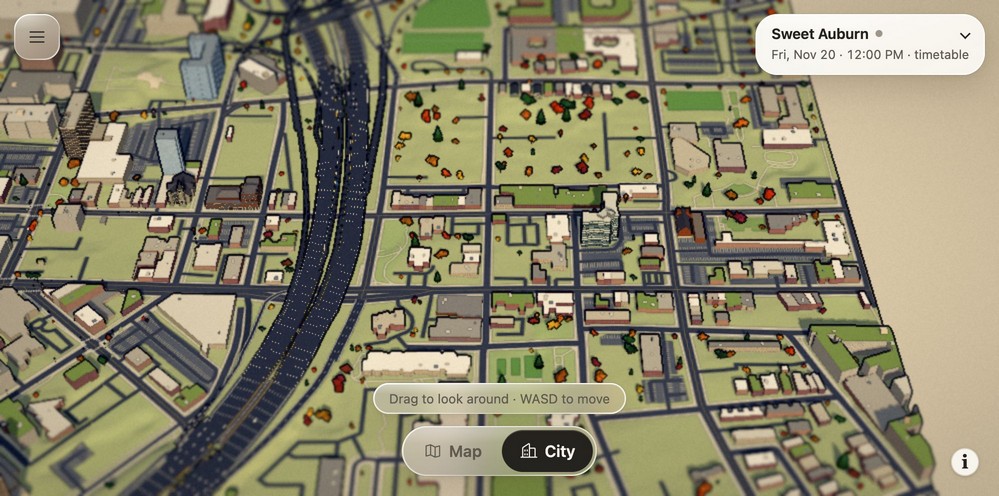 Sweet Auburn
Fri, Nov 20 · 12:00 PM · timetable
Drag to look around · WASD to move
Map
City
i